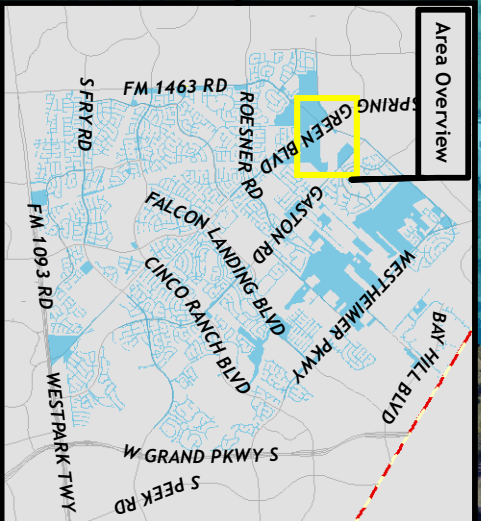 Area Overview
FM 1463 RD
S FRY RD
ROESNER RD
SPRING GREEN BLVD
GASTON RD
FALCON LANDING BLVD
FM 1093 RD
CINCO RANCH BLVD
WESTHEIMER PKWY
BAY HILL BLVD
WESTPARK TWY
W GRAND PKWY S
S PEEK RD